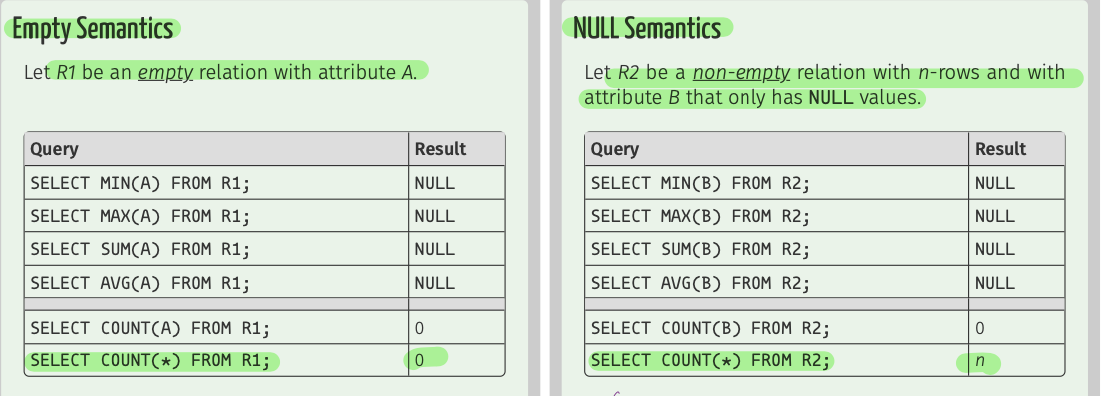 Empty Semantics
Let R1 be an empty relation with attribute A.
Query Result
SELECT MIN(A) FROM R1; NULL
SELECT MAX(A) FROM R1; NULL
SELECT SUM(A) FROM R1; NULL
SELECT AVG(A) FROM R1; NULL
SELECT COUNT(A) FROM R1; 0
SELECT COUNT(*) FROM R1; 0
NULL Semantics
Let R2 be a non-empty relation with n-rows and with
attribute B that only has NULL values.
Query Result
SELECT MIN(B) FROM R2; NULL
SELECT MAX(B) FROM R2; NULL
SELECT SUM(B) FROM R2; NULL
SELECT AVG(B) FROM R2; NULL
SELECT COUNT(B) FROM R2; 0
SELECT COUNT(*) FROM R2; n